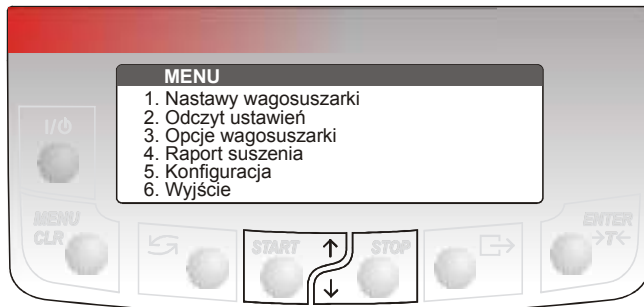 MENU
1. Nastawy wagosuszarki
2. Odczyt ustawień
3. Opcje wagosuszarki
4. Raport suszenia
5. Konfiguracja
6. Wyjście
I/⏻
MENU
CLR
START ↑
↓ STOP
ENTER
→T←